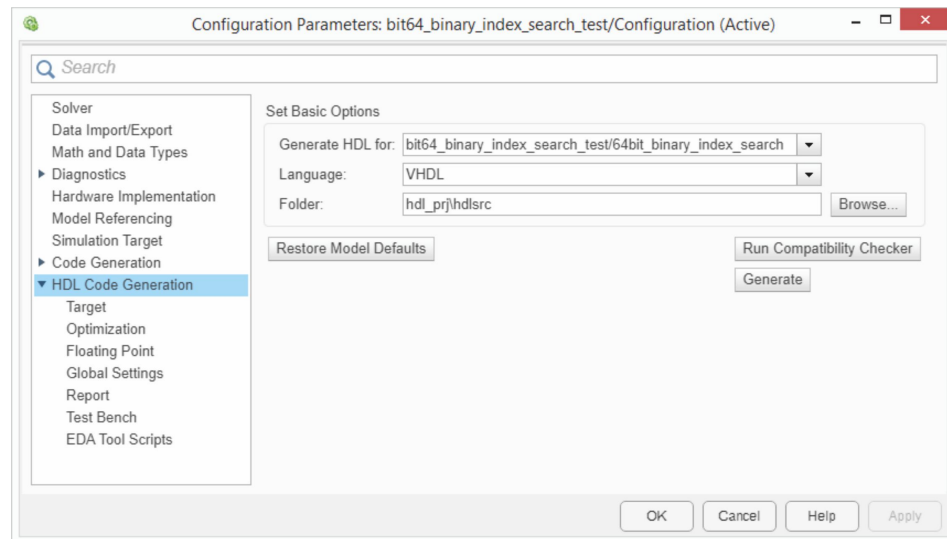 Configuration Parameters: bit64_binary_index_search_test/Configuration (Active)
Search
Solver
Data Import/Export
Math and Data Types
Diagnostics
Hardware Implementation
Model Referencing
Simulation Target
Code Generation
HDL Code Generation
Target
Optimization
Floating Point
Global Settings
Report
Test Bench
EDA Tool Scripts
Set Basic Options
Generate HDL for: bit64_binary_index_search_test/64bit_binary_index_search
Language: VHDL
Folder: hdl_prj\hdlsrc Browse...
Restore Model Defaults Run Compatibility Checker
Generate
OK Cancel Help Apply